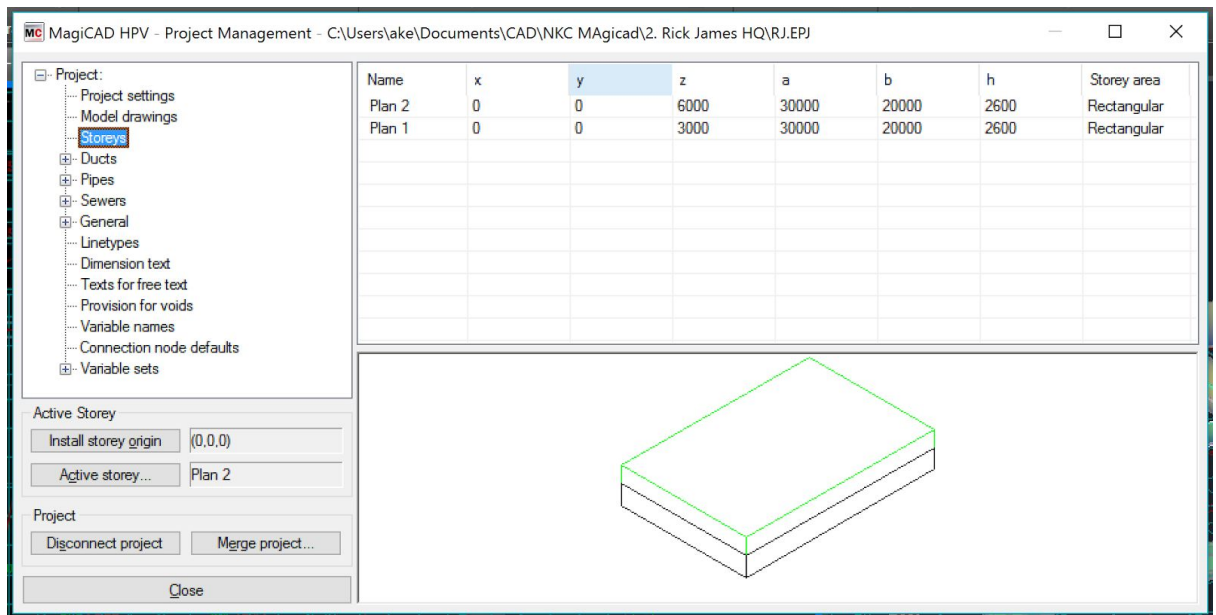 MC MagiCAD HPV - Project Management - C:\Users\ake\Documents\CAD\NKC MAgicad\2. Rick James HQ\RJ.EPJ
Project:
Project settings
Model drawings
Storeys
Ducts
Pipes
Sewers
General
Linetypes
Dimension text
Texts for free text
Provision for voids
Variable names
Connection node defaults
Variable sets
Active Storey
Install storey origin (0,0,0)
Active storey... Plan 2
Project
Disconnect project Merge project...
Close
Name x y z a b h Storey area
Plan 2 0 0 6000 30000 20000 2600 Rectangular
Plan 1 0 0 3000 30000 20000 2600 Rectangular